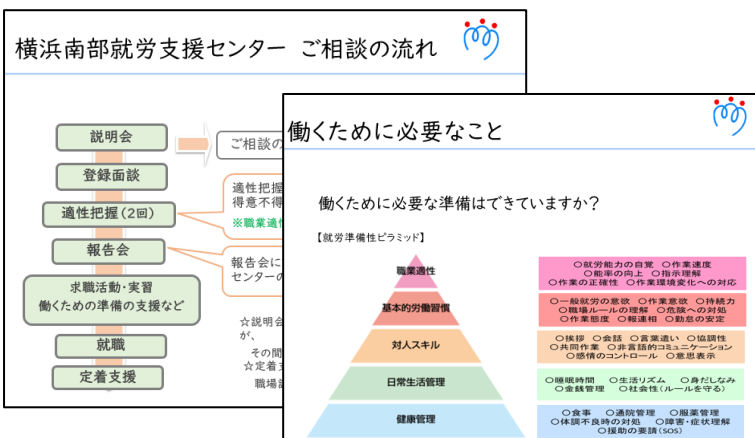 横浜南部就労支援センター ご相談の流れ
説明会
ご相談の
登録面談
適性把握(2回)
適性把握
得意不得
※職業適性
報告会
報告会に
センターの
求職活動・実習
働くための準備の支援など
☆説明会
が、
その間
就職
☆定着支
職場
定着支援
働くために必要なこと
働くために必要な準備はできていますか?
【就労準備性ピラミッド】
職業適性
○就労能力の自覚 ○作業速度
○能率の向上 ○指示理解
○作業の正確性 ○作業環境変化への対応
基本的労働習慣
○一般就労の意欲 ○作業意欲 ○持続力
○職場ルールの理解 ○危険への対処
○作業態度 ○報連相 ○勤怠の安定
対人スキル
○挨拶 ○会話 ○言葉遣い ○協調性
○共同作業 ○非言語的コミュニケーション
○感情のコントロール ○意思表示
日常生活管理
○睡眠時間 ○生活リズム ○身だしなみ
○金銭管理 ○社会性(ルールを守る)
健康管理
○食事 ○通院管理 ○服薬管理
○体調不良時の対処 ○障害・症状理解
○援助の要請(SOS)